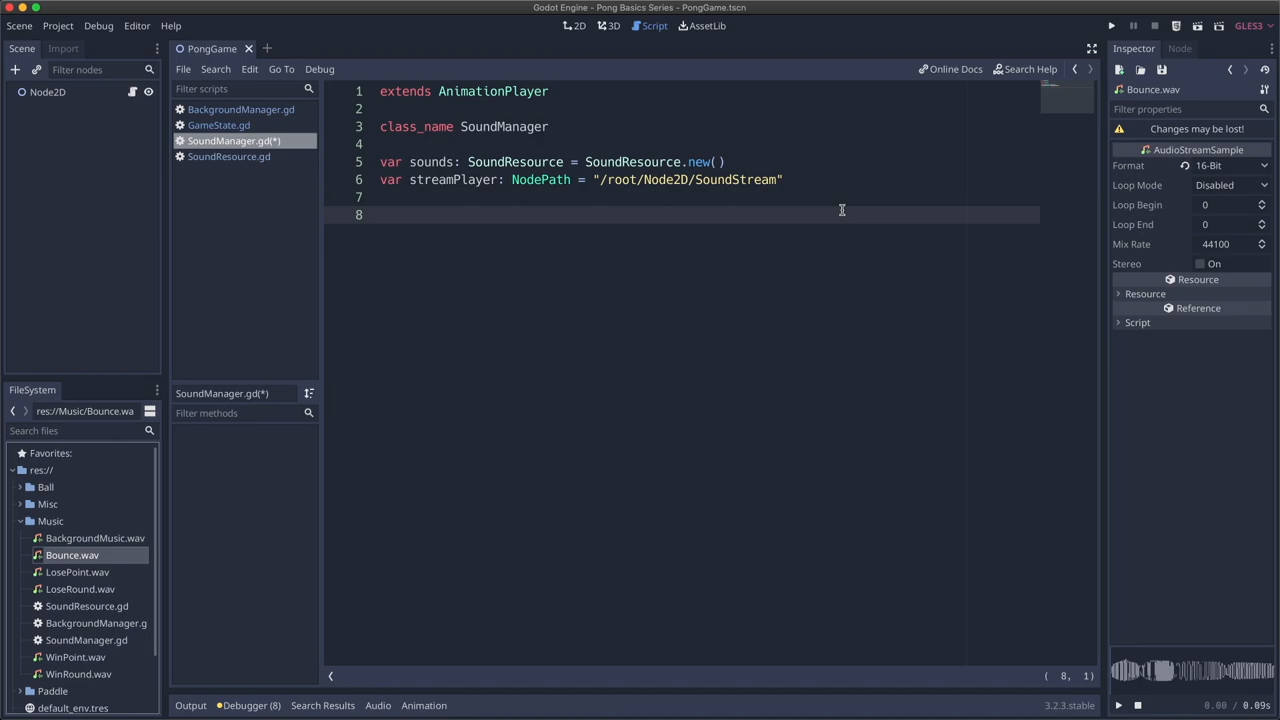 Godot Engine - Pong Basics Series - PongGame.tscn
Scene Project Debug Editor Help
2D 3D Script AssetLib
GLES3
Scene Import
Filter nodes
Node2D
PongGame
File Search Edit Go To Debug
Online Docs Search Help
Filter scripts
BackgroundManager.gd
GameState.gd
SoundManager.gd(*)
SoundResource.gd
SoundManager.gd(*)
Filter methods
1 extends AnimationPlayer
2
3 class_name SoundManager
4
5 var sounds: SoundResource = SoundResource.new()
6 var streamPlayer: NodePath = "/root/Node2D/SoundStream"
7
8
( 8, 1)
Output Debugger (8) Search Results Audio Animation
3.2.3.stable
FileSystem
res://Music/Bounce.wa
Search files
Favorites:
res://
Ball
Misc
Music
BackgroundMusic.wav
Bounce.wav
LosePoint.wav
LoseRound.wav
SoundResource.gd
BackgroundManager.g
SoundManager.gd
WinPoint.wav
WinRound.wav
Paddle
default_env.tres
Inspector Node
Bounce.wav
Filter properties
Changes may be lost!
AudioStreamSample
Format 16-Bit
Loop Mode Disabled
Loop Begin 0
Loop End 0
Mix Rate 44100
Stereo On
Resource
Resource
Reference
Script
0.00 / 0.09s